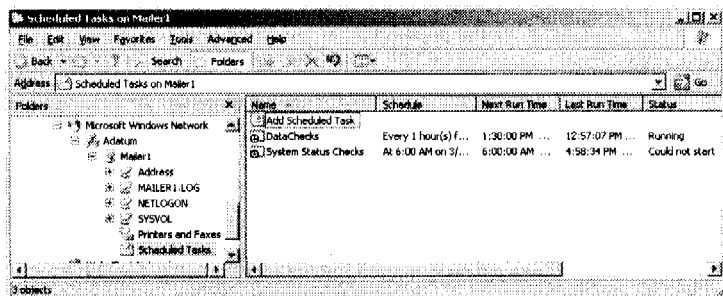 Scheduled Tasks on Mailer1
File Edit View Favorites Tools Advanced Help
Back Search Folders
Address Scheduled Tasks on Mailer1 Go
Folders
Microsoft Windows Network
Adatum
Mailer1
Address
MAILER1.LOG
NETLOGON
SYSVOL
Printers and Faxes
Scheduled Tasks
Name Schedule Next Run Time Last Run Time Status
Add Scheduled Task
DataChecks Every 1 hour(s) f... 1:30:00 PM ... 12:57:07 PM ... Running
System Status Checks At 6:00 AM on 3/... 6:00:00 AM ... 4:58:34 PM ... Could not start
3 objects